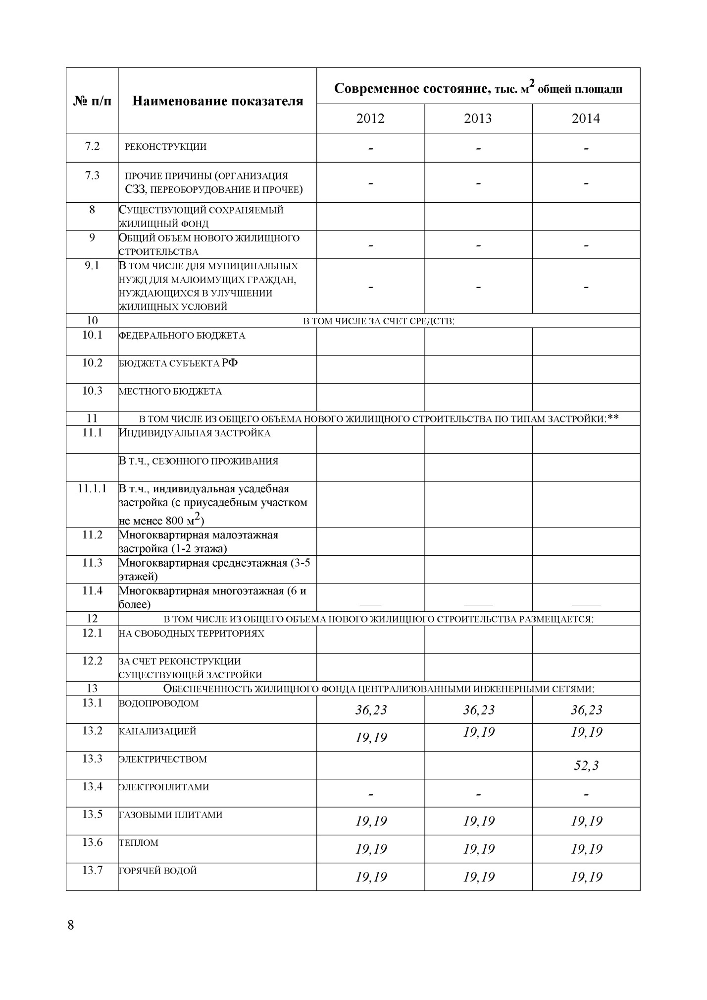 № п/п Наименование показателя Современное состояние, тыс. м2 общей площади
2012 2013 2014
7.2 РЕКОНСТРУКЦИИ - - -
7.3 ПРОЧИЕ ПРИЧИНЫ (ОРГАНИЗАЦИЯ
СЗЗ, ПЕРЕОБОРУДОВАНИЕ И ПРОЧЕЕ) - - -
8 СУЩЕСТВУЮЩИЙ СОХРАНЯЕМЫЙ
ЖИЛИЩНЫЙ ФОНД
9 ОБЩИЙ ОБЪЕМ НОВОГО ЖИЛИЩНОГО
СТРОИТЕЛЬСТВА - - -
9.1 В ТОМ ЧИСЛЕ ДЛЯ МУНИЦИПАЛЬНЫХ
НУЖД ДЛЯ МАЛОИМУЩИХ ГРАЖДАН,
НУЖДАЮЩИХСЯ В УЛУЧШЕНИИ
ЖИЛИЩНЫХ УСЛОВИЙ - - -
10 В ТОМ ЧИСЛЕ ЗА СЧЕТ СРЕДСТВ:
10.1 ФЕДЕРАЛЬНОГО БЮДЖЕТА
10.2 БЮДЖЕТА СУБЪЕКТА РФ
10.3 МЕСТНОГО БЮДЖЕТА
11 В ТОМ ЧИСЛЕ ИЗ ОБЩЕГО ОБЪЕМА НОВОГО ЖИЛИЩНОГО СТРОИТЕЛЬСТВА ПО ТИПАМ ЗАСТРОЙКИ:**
11.1 ИНДИВИДУАЛЬНАЯ ЗАСТРОЙКА
В Т.Ч., СЕЗОННОГО ПРОЖИВАНИЯ
11.1.1 В т.ч., индивидуальная усадебная
застройка (с приусадебным участком
не менее 800 м2)
11.2 Многоквартирная малоэтажная
застройка (1-2 этажа)
11.3 Многоквартирная среднеэтажная (3-5
этажей)
11.4 Многоквартирная многоэтажная (6 и
более) ___ ____ ____
12 В ТОМ ЧИСЛЕ ИЗ ОБЩЕГО ОБЪЕМА НОВОГО ЖИЛИЩНОГО СТРОИТЕЛЬСТВА РАЗМЕЩАЕТСЯ:
12.1 НА СВОБОДНЫХ ТЕРРИТОРИЯХ
12.2 ЗА СЧЕТ РЕКОНСТРУКЦИИ
СУЩЕСТВУЮЩЕЙ ЗАСТРОЙКИ
13 ОБЕСПЕЧЕННОСТЬ ЖИЛИЩНОГО ФОНДА ЦЕНТРАЛИЗОВАННЫМИ ИНЖЕНЕРНЫМИ СЕТЯМИ:
13.1 ВОДОПРОВОДОМ 36,23 36,23 36,23
13.2 КАНАЛИЗАЦИЕЙ 19,19 19,19 19,19
13.3 ЭЛЕКТРИЧЕСТВОМ 52,3
13.4 ЭЛЕКТРОПЛИТАМИ - - -
13.5 ГАЗОВЫМИ ПЛИТАМИ 19,19 19,19 19,19
13.6 ТЕПЛОМ 19,19 19,19 19,19
13.7 ГОРЯЧЕЙ ВОДОЙ 19,19 19,19 19,19
8